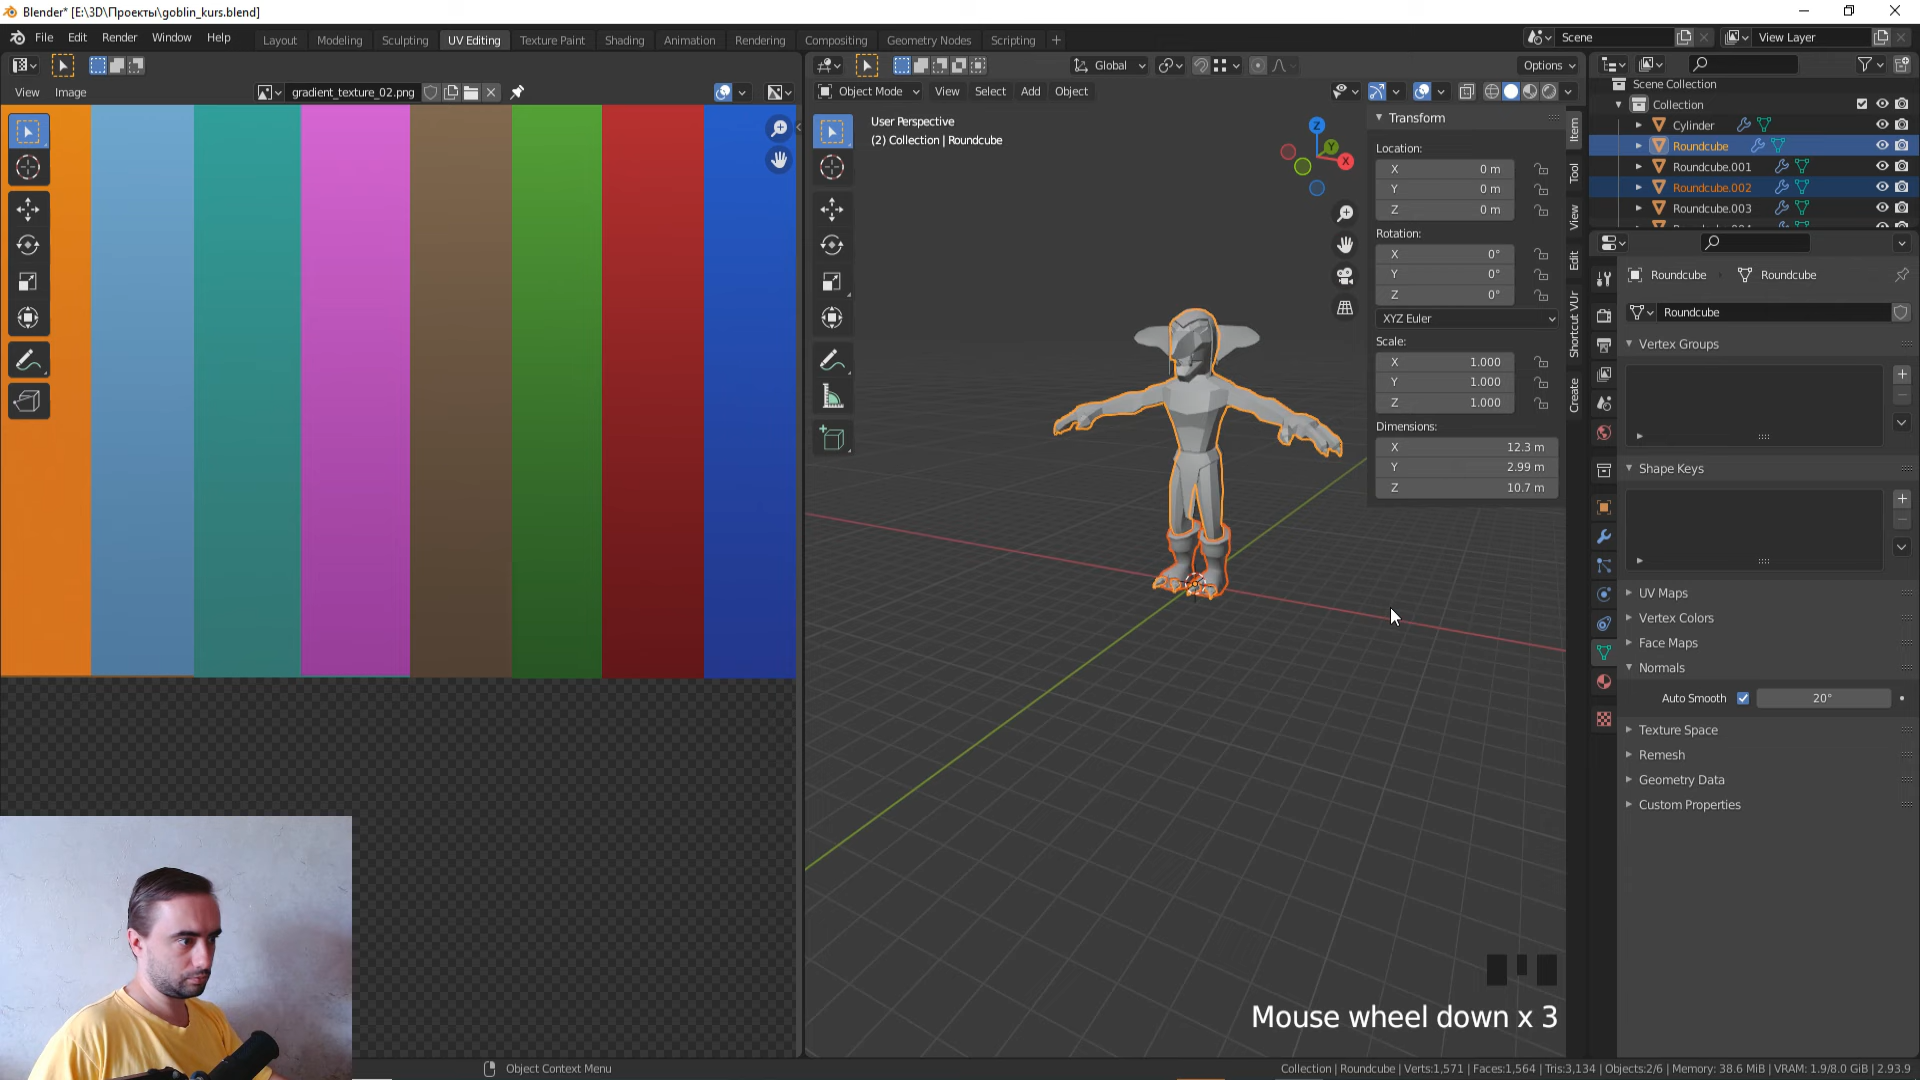 Blender* [E:\3D\Проекты\goblin_kurs.blend]
File Edit Render Window Help
Layout Modeling Sculpting UV Editing Texture Paint Shading Animation Rendering Compositing Geometry Nodes Scripting +
Scene
View Layer
Global
Options
View Image
gradient_texture_02.png
Object Mode View Select Add Object
User Perspective
(2) Collection | Roundcube
Z
Y
X
Transform
Location:
X 0 m
Y 0 m
Z 0 m
Rotation:
X 0°
Y 0°
Z 0°
XYZ Euler
Scale:
X 1.000
Y 1.000
Z 1.000
Dimensions:
X 12.3 m
Y 2.99 m
Z 10.7 m
Item
Tool
View
Edit
Shortcut VUr
Create
Scene Collection
Collection
Cylinder
Roundcube
Roundcube.001
Roundcube.002
Roundcube.003
Roundcube Roundcube
Roundcube
Vertex Groups
Shape Keys
UV Maps
Vertex Colors
Face Maps
Normals
Auto Smooth 20°
Texture Space
Remesh
Geometry Data
Custom Properties
Mouse wheel down x 3
Object Context Menu
Collection | Roundcube | Verts:1,571 | Faces:1,564 | Tris:3,134 | Objects:2/6 | Memory: 38.6 MiB | VRAM: 1.9/8.0 GiB | 2.93.9